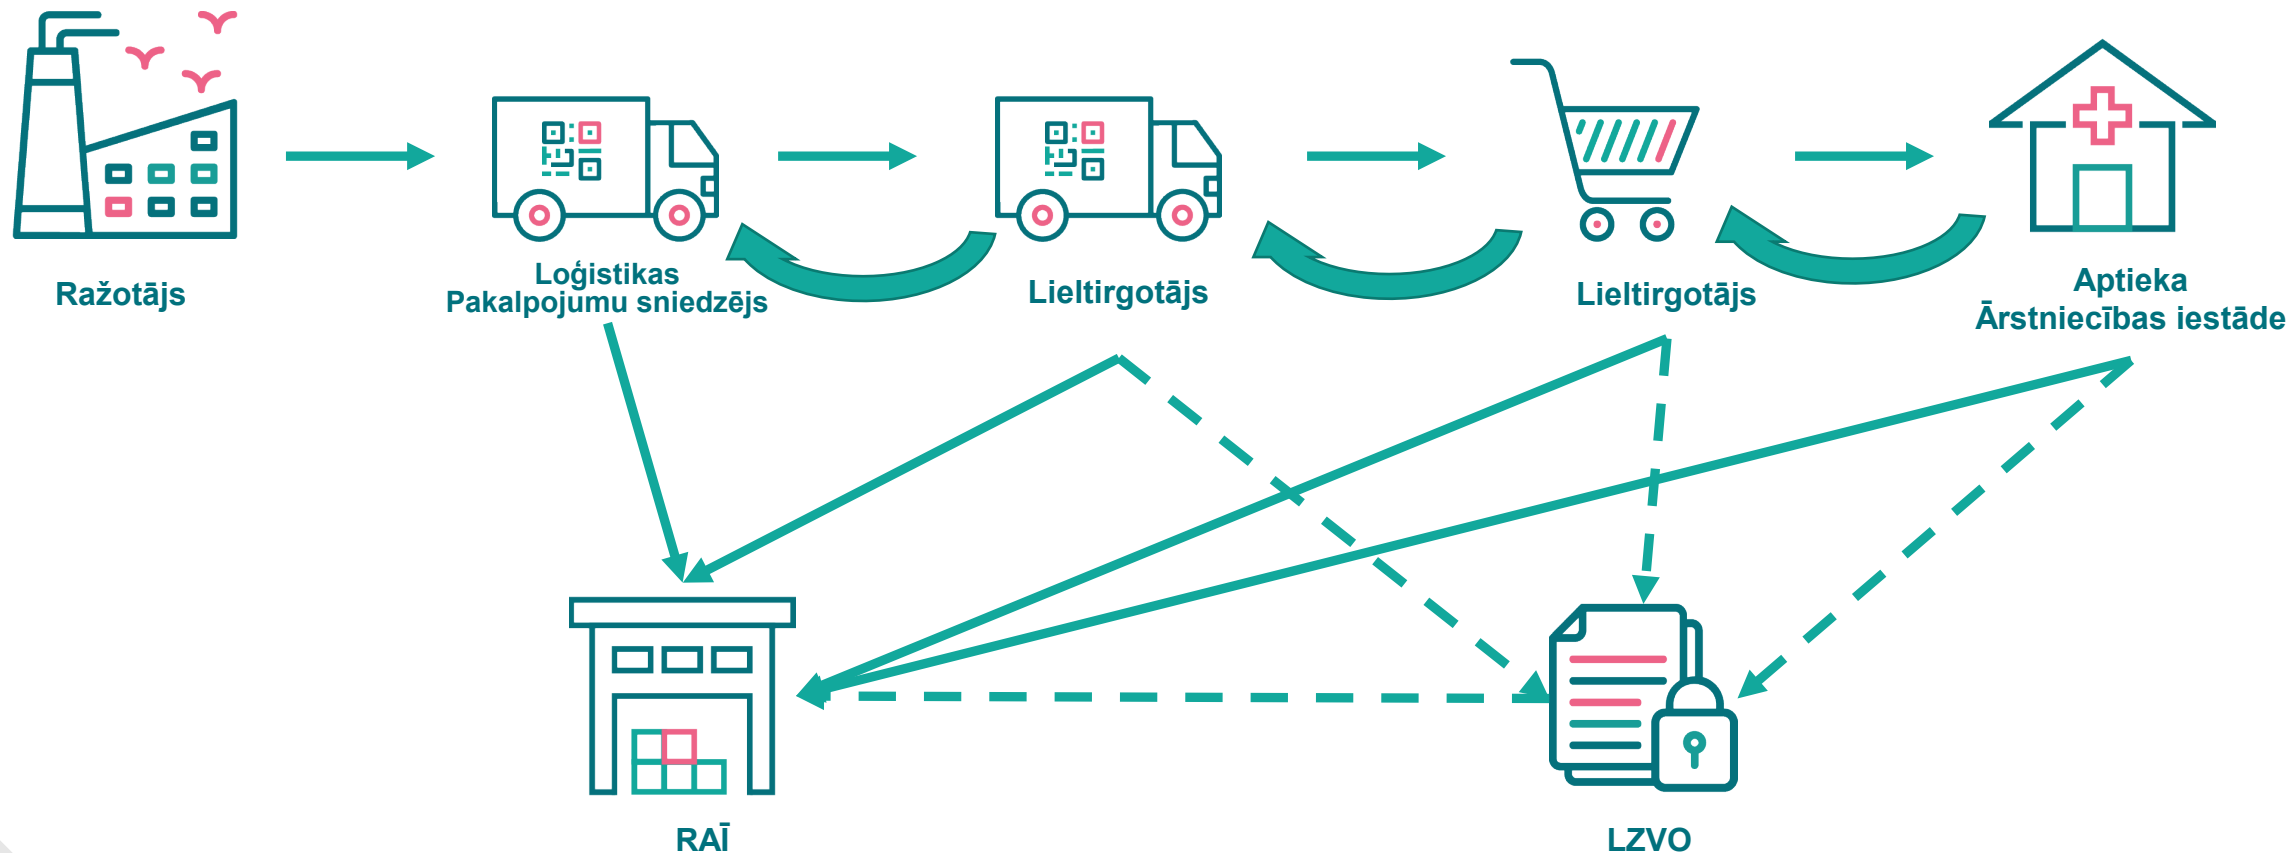 Ražotājs
Loģistikas
Pakalpojumu sniedzējs
Lieltirgotājs
Lieltirgotājs
Aptieka
Ārstniecības iestāde
RAĪ
LZVO